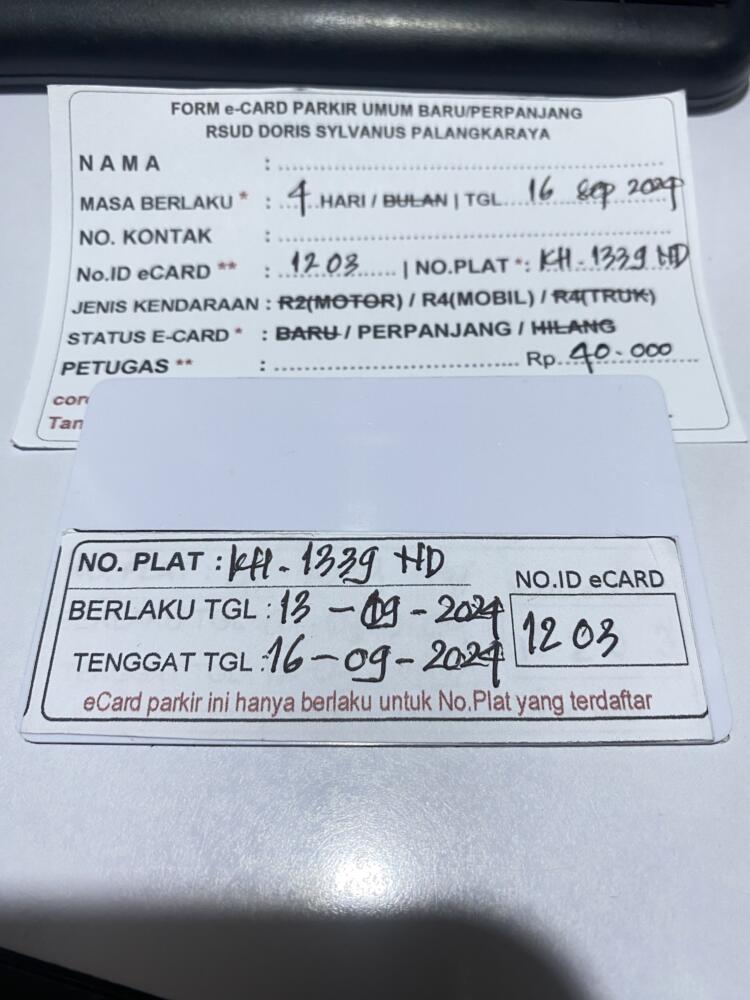 FORM e-CARD PARKIR UMUM BARU/PERPANJANG
RSUD DORIS SYLVANUS PALANGKARAYA
NAMA :
MASA BERLAKU * : 4 HARI / BULAN | TGL 16 Sep 2024
NO. KONTAK :
No.ID eCARD ** : 1203 | NO.PLAT *: KH - 1339 HD
JENIS KENDARAAN : R2(MOTOR) / R4(MOBIL) / R4(TRUK)
STATUS E-CARD * : BARU / PERPANJANG / HILANG
PETUGAS ** : Rp. 40.000
NO. PLAT : KH - 1339 HD
NO.ID eCARD
BERLAKU TGL : 13 - 09 - 2024
1203
TENGGAT TGL : 16 - 09 - 2024
eCard parkir ini hanya berlaku untuk No.Plat yang terdaftar